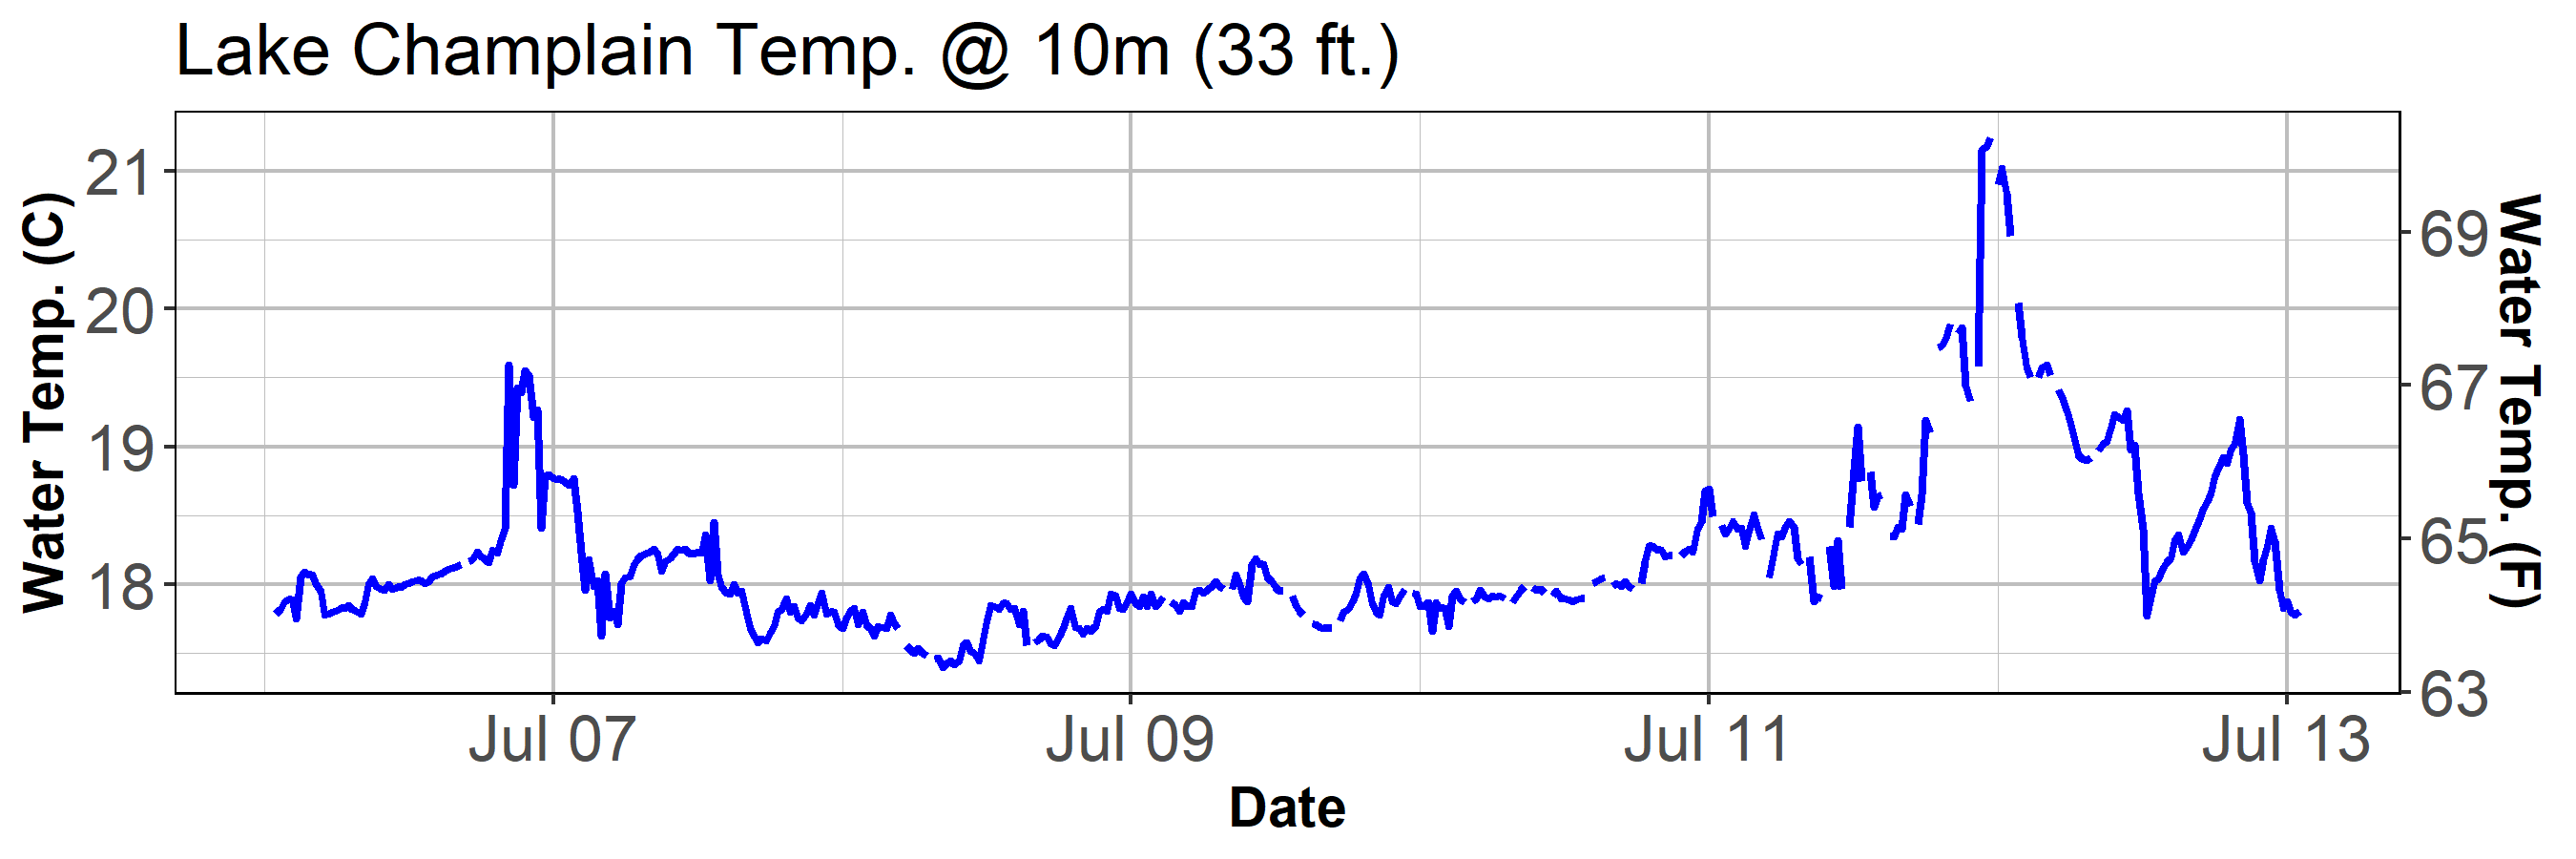 Lake Champlain Temp. @ 10m (33 ft.)
Water Temp. (C)
21
20
19
18
69
67
65
63
Water Temp. (F)
Jul 07 Jul 09 Jul 11 Jul 13
Date